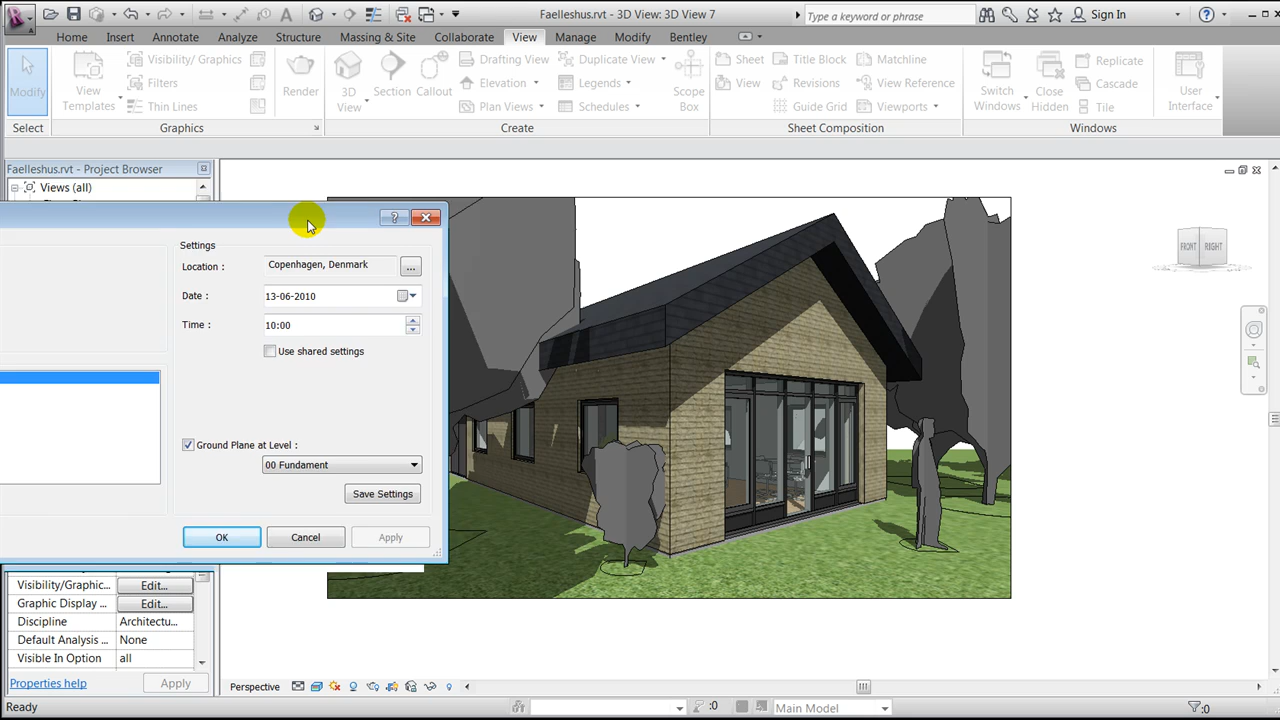 Faelleshus.rvt - 3D View: 3D View 7
Type a keyword or phrase
Sign In
Home Insert Annotate Analyze Structure Massing & Site Collaborate View Manage Modify Bentley
Modify
View Templates
Visibility/ Graphics
Filters
Thin Lines
Render
3D View
Section
Callout
Drafting View
Elevation
Plan Views
Duplicate View
Legends
Schedules
Scope Box
Sheet
View
Title Block
Revisions
Guide Grid
Matchline
View Reference
Viewports
Switch Windows
Close Hidden
Replicate
Cascade
Tile
User Interface
Select Graphics Create Sheet Composition Windows
Faelleshus.rvt - Project Browser
Views (all)
Settings
Location : Copenhagen, Denmark ...
Date : 13-06-2010
Time : 10:00
Use shared settings
Ground Plane at Level :
00 Fundament
Save Settings
OK Cancel Apply
FRONT RIGHT
Visibility/Graphic... Edit...
Graphic Display ... Edit...
Discipline Architectu...
Default Analysis ... None
Visible In Option all
Properties help Apply
Perspective
Ready :0 Main Model :0